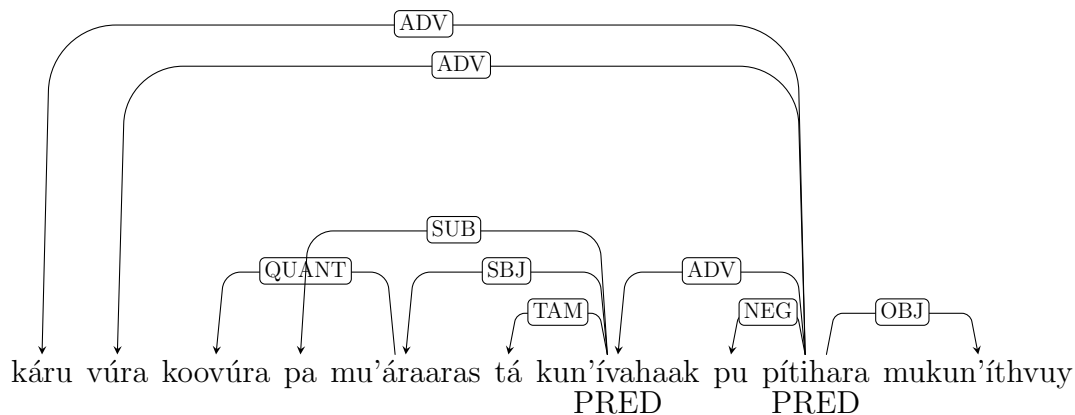 ADV
ADV
SUB
QUANT SBJ ADV
TAM NEG OBJ
káru vúra koovúra pa mu'áraaras tá kun'ívahaak pu pítihara mukun'íthvuy
PRED PRED